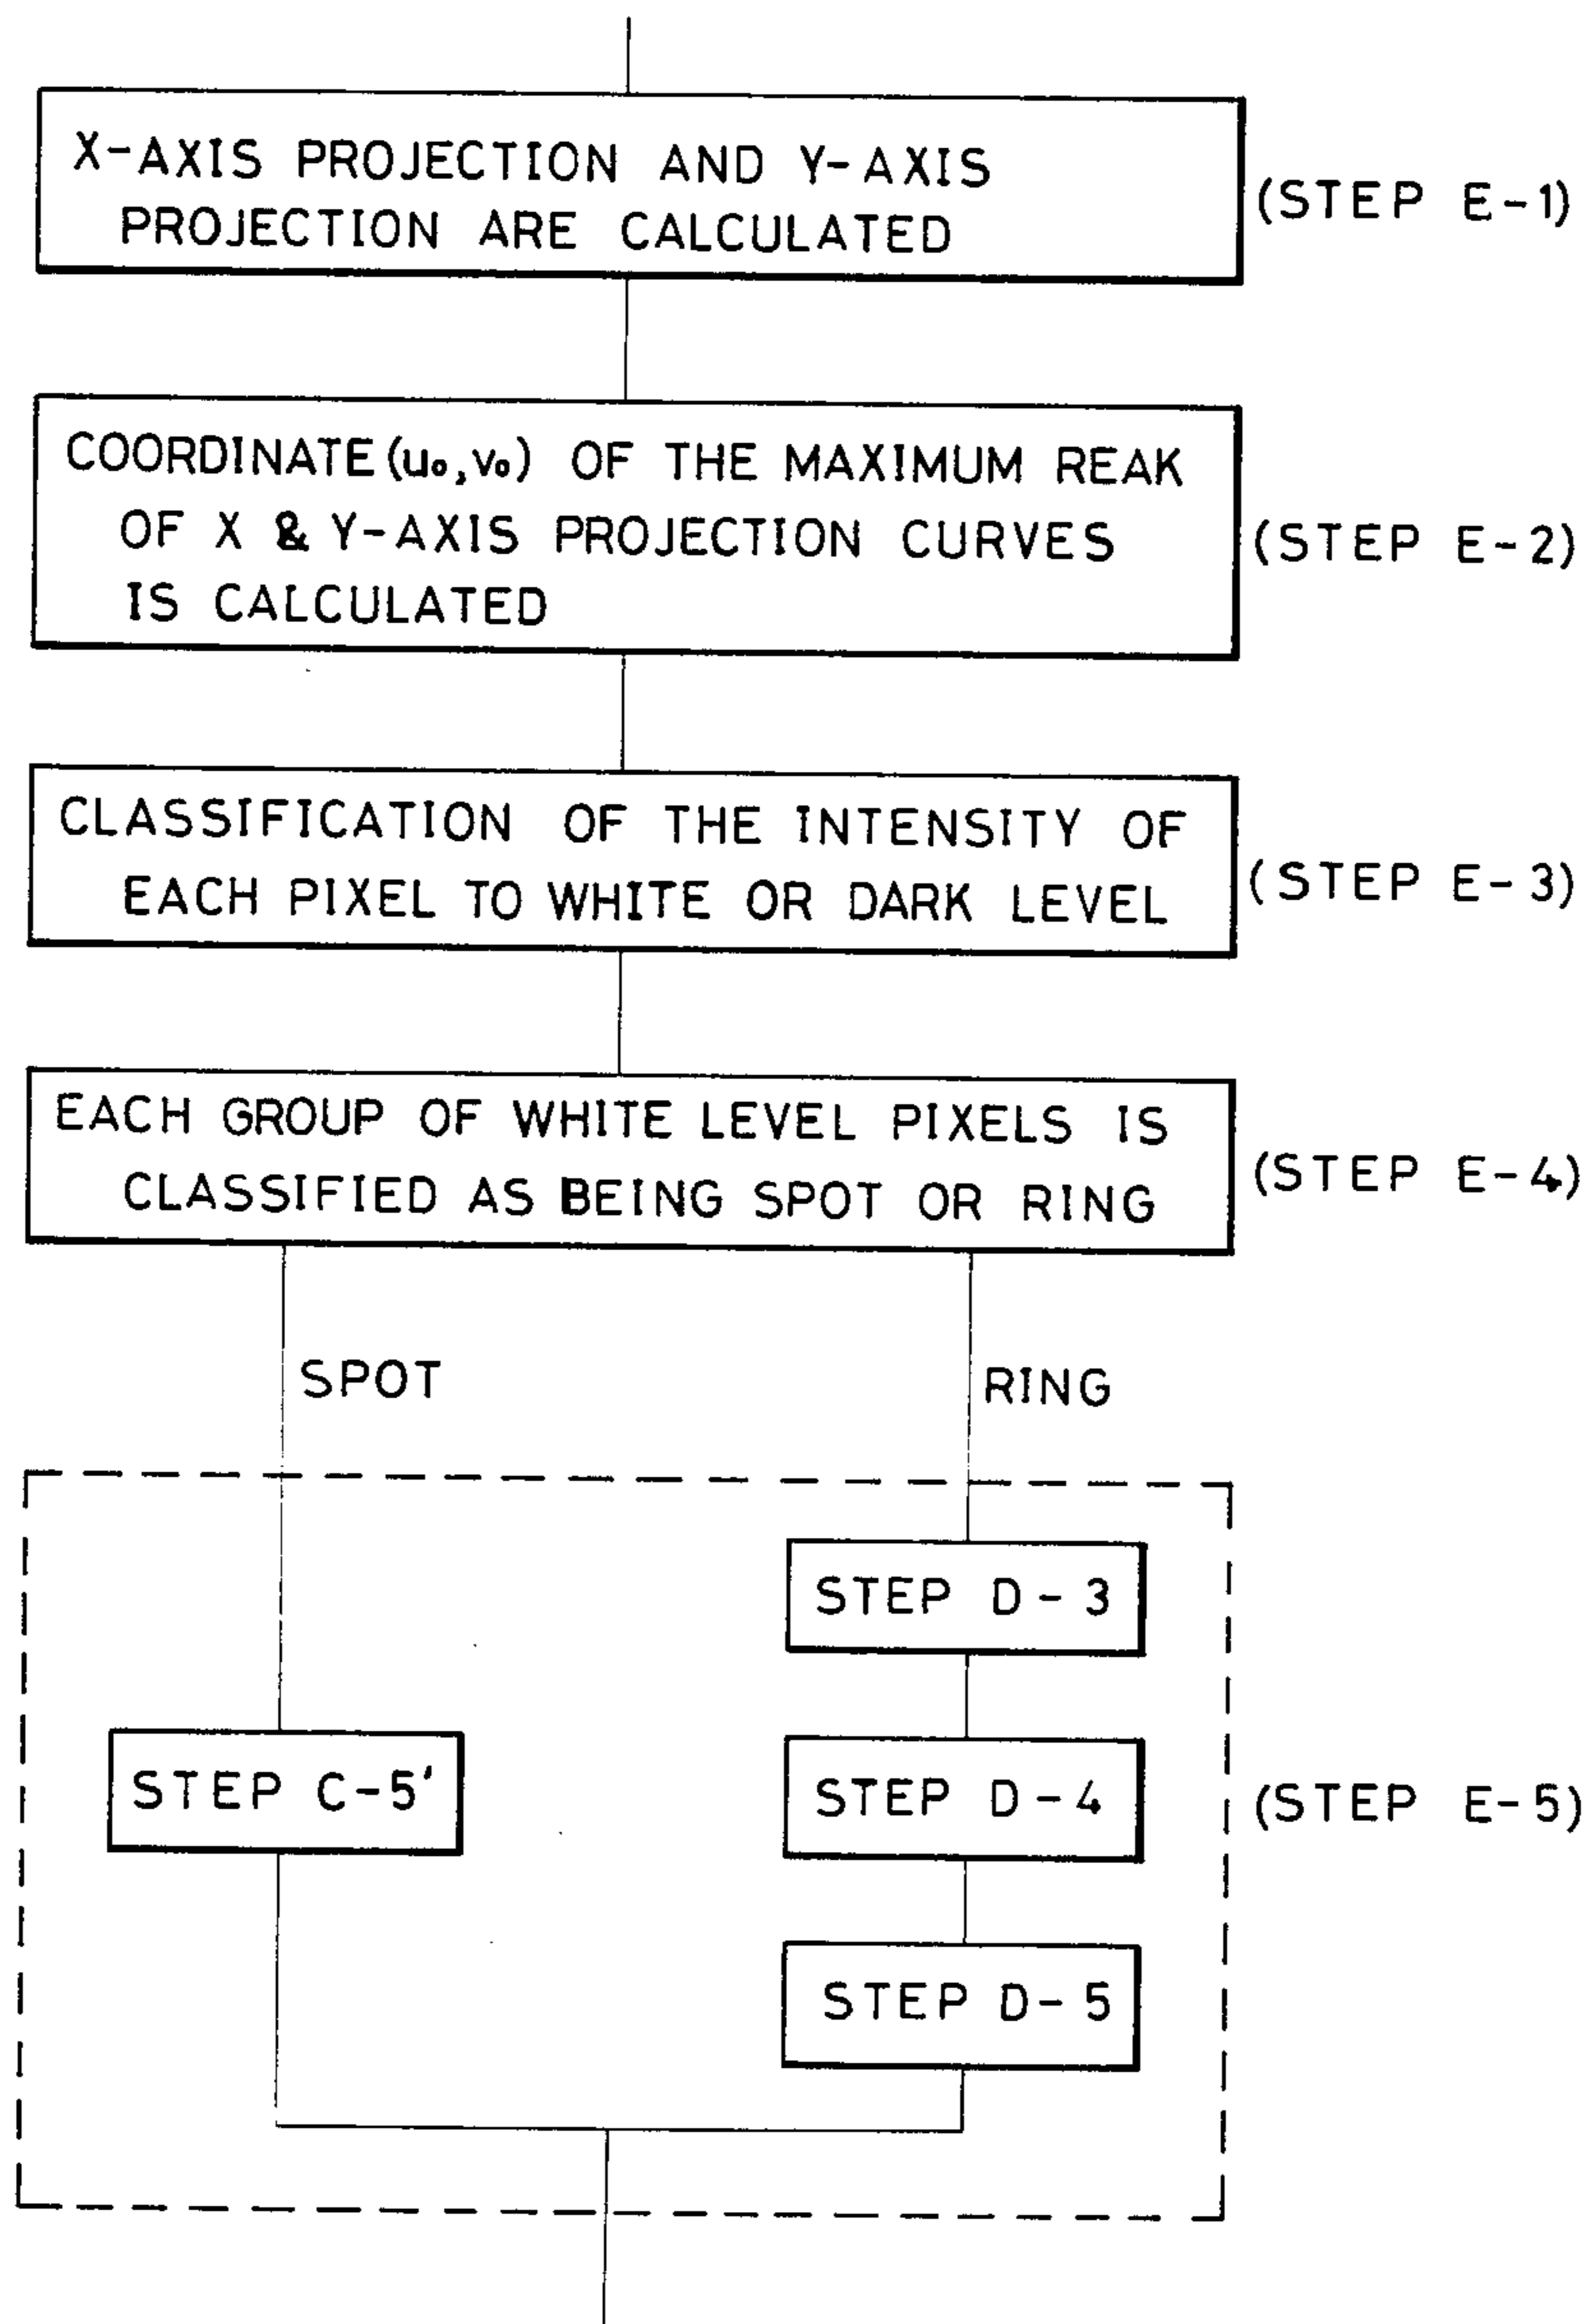 X-AXIS PROJECTION AND Y-AXIS
PROJECTION ARE CALCULATED
(STEP E-1)
COORDINATE (u₀,v₀) OF THE MAXIMUM REAK
OF X & Y-AXIS PROJECTION CURVES
IS CALCULATED
(STEP E-2)
CLASSIFICATION OF THE INTENSITY OF
EACH PIXEL TO WHITE OR DARK LEVEL
(STEP E-3)
EACH GROUP OF WHITE LEVEL PIXELS IS
CLASSIFIED AS BEING SPOT OR RING
(STEP E-4)
SPOT
RING
STEP D-3
STEP C-5'
STEP D-4
(STEP E-5)
STEP D-5